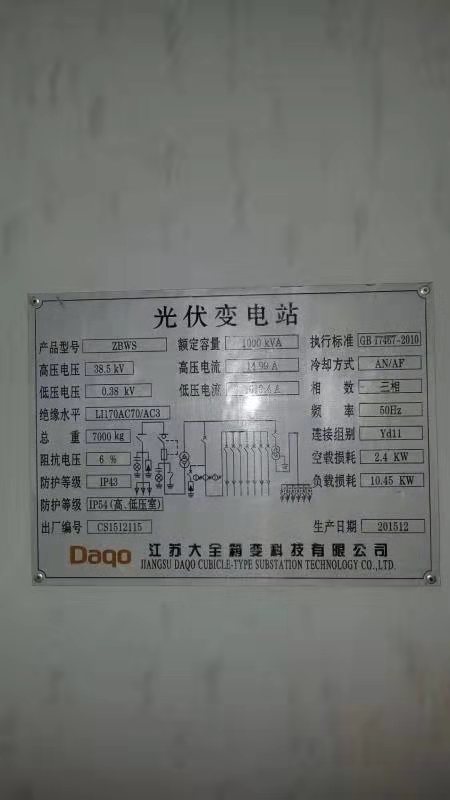 光伏变电站
产品型号 ZBWS 额定容量 1000 kVA 执行标准 GB 17467-2010
高压电压 38.5 kV 高压电流 14.99 A 冷却方式 AN/AF
低压电压 0.38 kV 低压电流 相 数 三相
绝缘水平 LI170AC70/AC3 频 率 50Hz
总 重 7000 kg 连接组别 Yd11
阻抗电压 6 % 空载损耗 2.4 KW
防护等级 IP43 负载损耗 10.45 KW
防护等级 IP54(高、低压室)
出厂编号 CS1512115 生产日期 201512
Daqo 江苏大全箱变科技有限公司
JIANGSU DAQO CUBICLE-TYPE SUBSTATION TECHNOLOGY CO.,LTD.